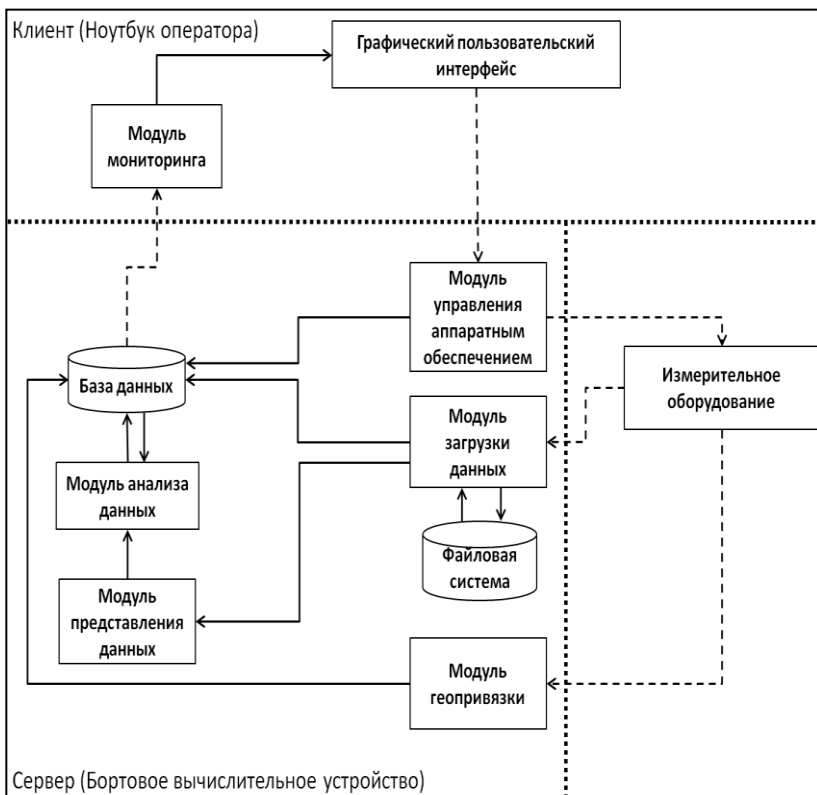 Клиент (Ноутбук оператора)
Графический пользовательский
интерфейс
Модуль
мониторинга
Модуль
управления
аппаратным
обеспечением
База данных
Измерительное
оборудование
Модуль
загрузки
данных
Модуль анализа
данных
Файловая
система
Модуль
представления
данных
Модуль
геопривязки
Сервер (Бортовое вычислительное устройство)